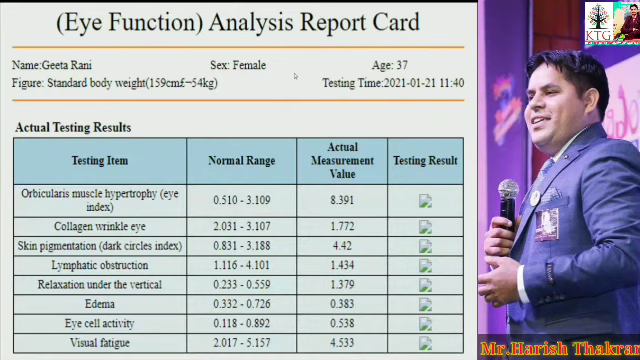 (Eye Function) Analysis Report Card
Name:Geeta Rani Sex: Female Age: 37
Figure: Standard body weight(159cm£−54kg) Testing Time:2021-01-21 11:40
Actual Testing Results
Testing Item Normal Range Actual Measurement Value Testing Result
Orbicularis muscle hypertrophy (eye index) 0.510 - 3.109 8.391
Collagen wrinkle eye 2.031 - 3.107 1.772
Skin pigmentation (dark circles index) 0.831 - 3.188 4.42
Lymphatic obstruction 1.116 - 4.101 1.434
Relaxation under the vertical 0.233 - 0.559 1.379
Edema 0.332 - 0.726 0.383
Eye cell activity 0.118 - 0.892 0.538
Visual fatigue 2.017 - 5.157 4.533
KTG
Mr.Harish Thakran